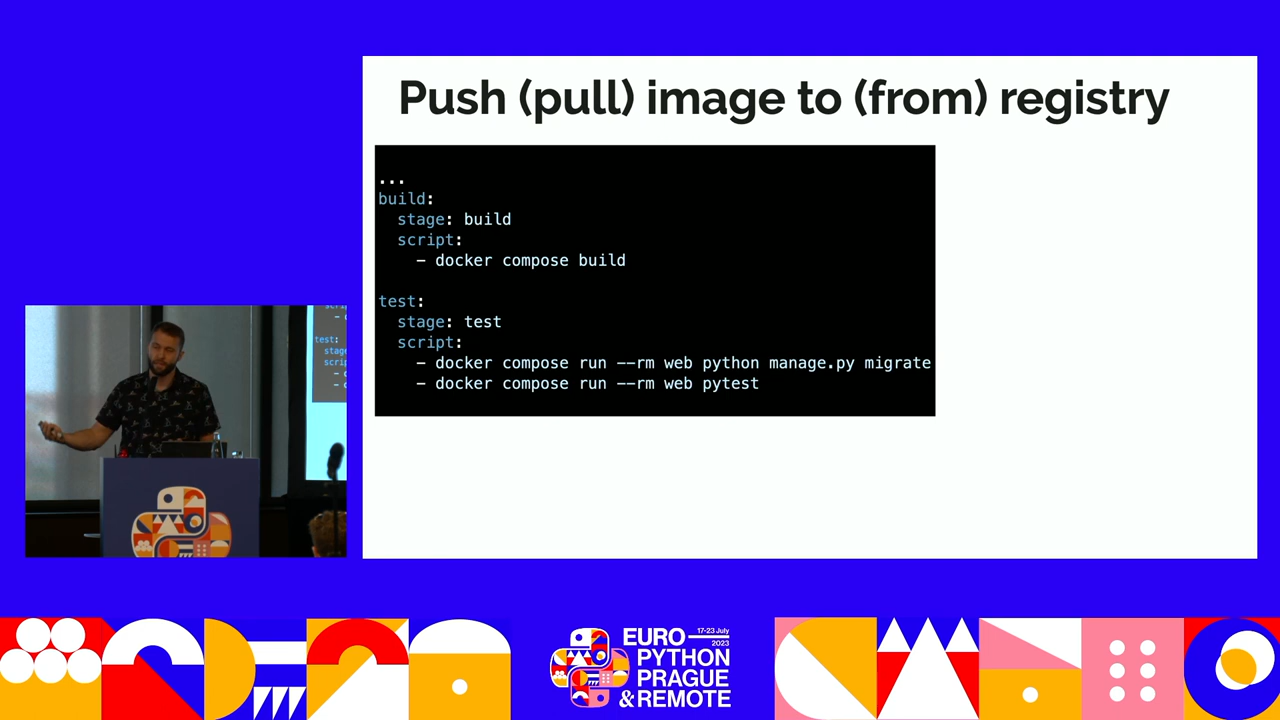 Push (pull) image to (from) registry
...
build:
  stage: build
  script:
    - docker compose build
test:
  stage: test
  script:
    - docker compose run --rm web python manage.py migrate
    - docker compose run --rm web pytest
test:
EURO
17-23 July
2023
PYTHON
PRAGUE
& REMOTE